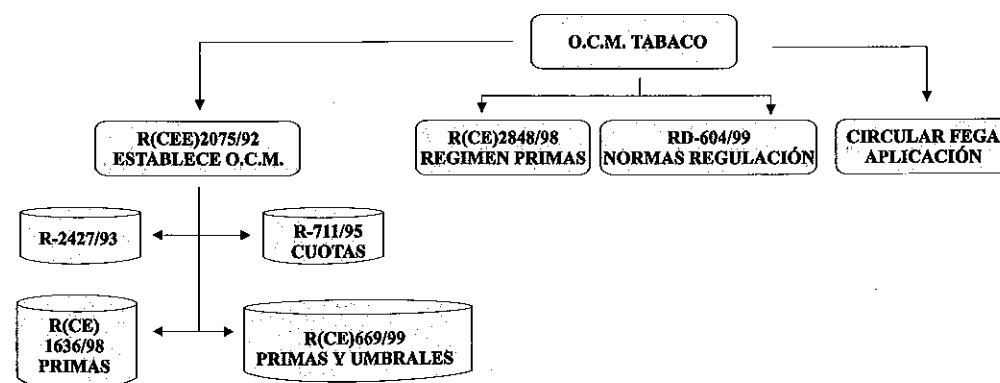 O.C.M. TABACO
R(CEE)2075/92
ESTABLECE O.C.M.
R(CE)2848/98
REGIMEN PRIMAS
RD-604/99
NORMAS REGULACIÓN
CIRCULAR FEGA
APLICACIÓN
R-2427/93
R-711/95
CUOTAS
R(CE)
1636/98
PRIMAS
R(CE)669/99
PRIMAS Y UMBRALES